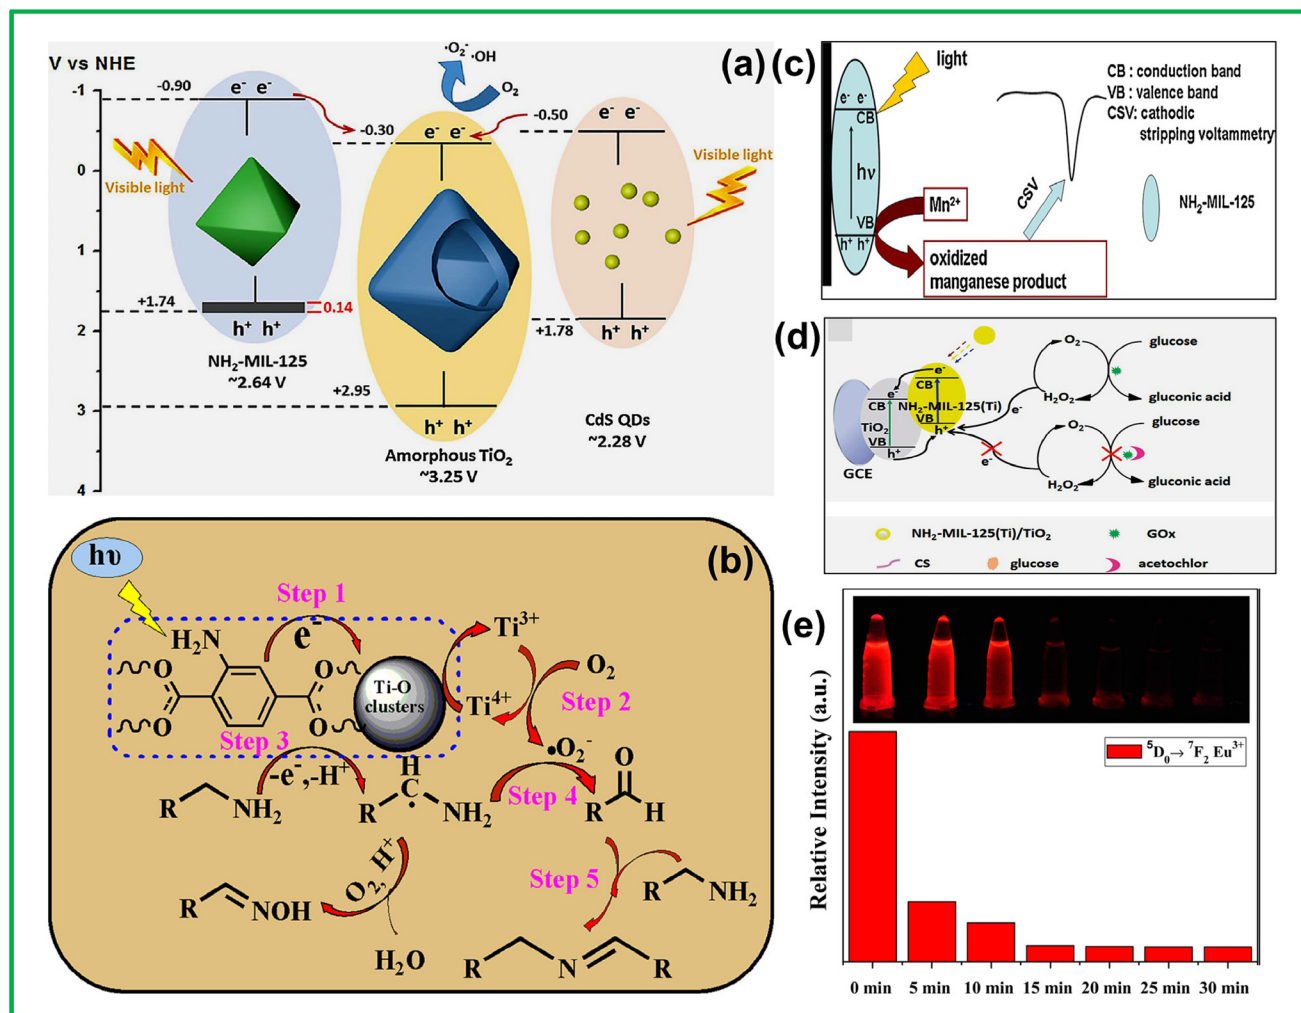 (a)
V vs NHE
-1
0
1
2
3
4
-0.90
e⁻ e⁻
Visible light
+1.74
0.14
h⁺ h⁺
NH₂-MIL-125
~2.64 V
·O₂⁻
·OH
O₂
-0.30
e⁻ e⁻
+2.95
h⁺ h⁺
Amorphous TiO₂
~3.25 V
-0.50
e⁻ e⁻
Visible light
+1.78
h⁺ h⁺
CdS QDs
~2.28 V
(b)
hυ
Step 1
e⁻
H₂N
O
O
O
O
Ti-O
clusters
Ti³⁺
Ti⁴⁺
O₂
Step 2
•O₂⁻
Step 3
-e⁻,-H⁺
R
NH₂
H
C
R
NH₂
Step 4
O
R
H
O₂, H⁺
H₂O
R
NOH
Step 5
R
NH₂
R
N
R
(c)
light
e⁻ e⁻
CB
hν
VB
h⁺ h⁺
Mn²⁺
oxidized
manganese product
CSV
CB : conduction band
VB : valence band
CSV: cathodic
stripping voltammetry
NH₂-MIL-125
(d)
GCE
e⁻
CB
TiO₂
VB
h⁺
e⁻
CB
NH₂-MIL-125(Ti)
VB
h⁺
e⁻
O₂
glucose
H₂O₂
gluconic acid
e⁻
O₂
glucose
H₂O₂
gluconic acid
NH₂-MIL-125(Ti)/TiO₂
GOx
CS
glucose
acetochlor
(e)
Relative Intensity (a.u.)
⁵D₀→⁷F₂ Eu³⁺
0 min 5 min 10 min 15 min 20 min 25 min 30 min